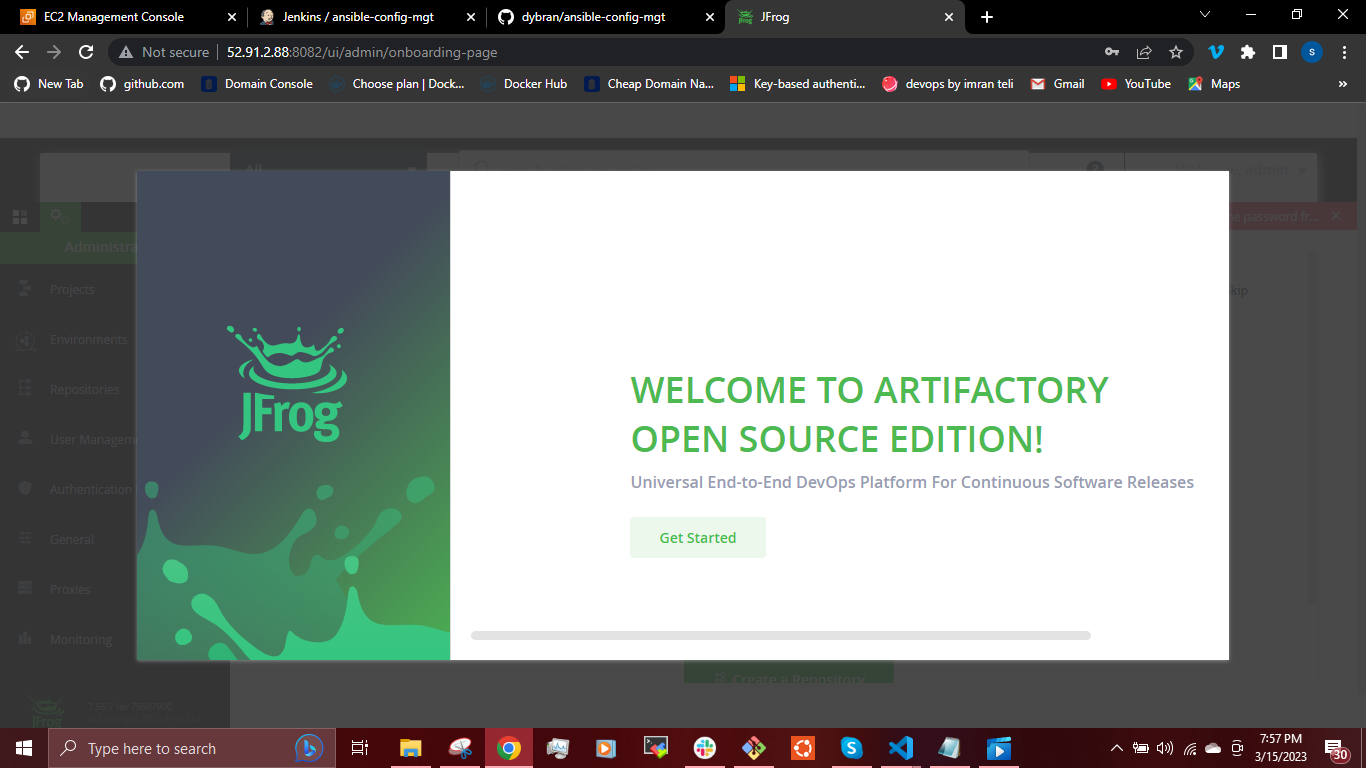 EC2 Management Console
Jenkins / ansible-config-mgt
dybran/ansible-config-mgt
JFrog
Not secure
52.91.2.88:8082/ui/admin/onboarding-page
s
New Tab
github.com
Domain Console
Choose plan | Dock...
Docker Hub
Cheap Domain Na...
Key-based authenti...
devops by imran teli
Gmail
YouTube
Maps
»
All
admin
password fr...
Administra
Projects
Environments
Repositories
User Managem
Authentication
General
Proxies
Monitoring
kip
JFrog
WELCOME TO ARTIFACTORY
OPEN SOURCE EDITION!
Universal End-to-End DevOps Platform For Continuous Software Releases
Get Started
Create a Repository
JFrog
Type here to search
7:57 PM
3/15/2023
30